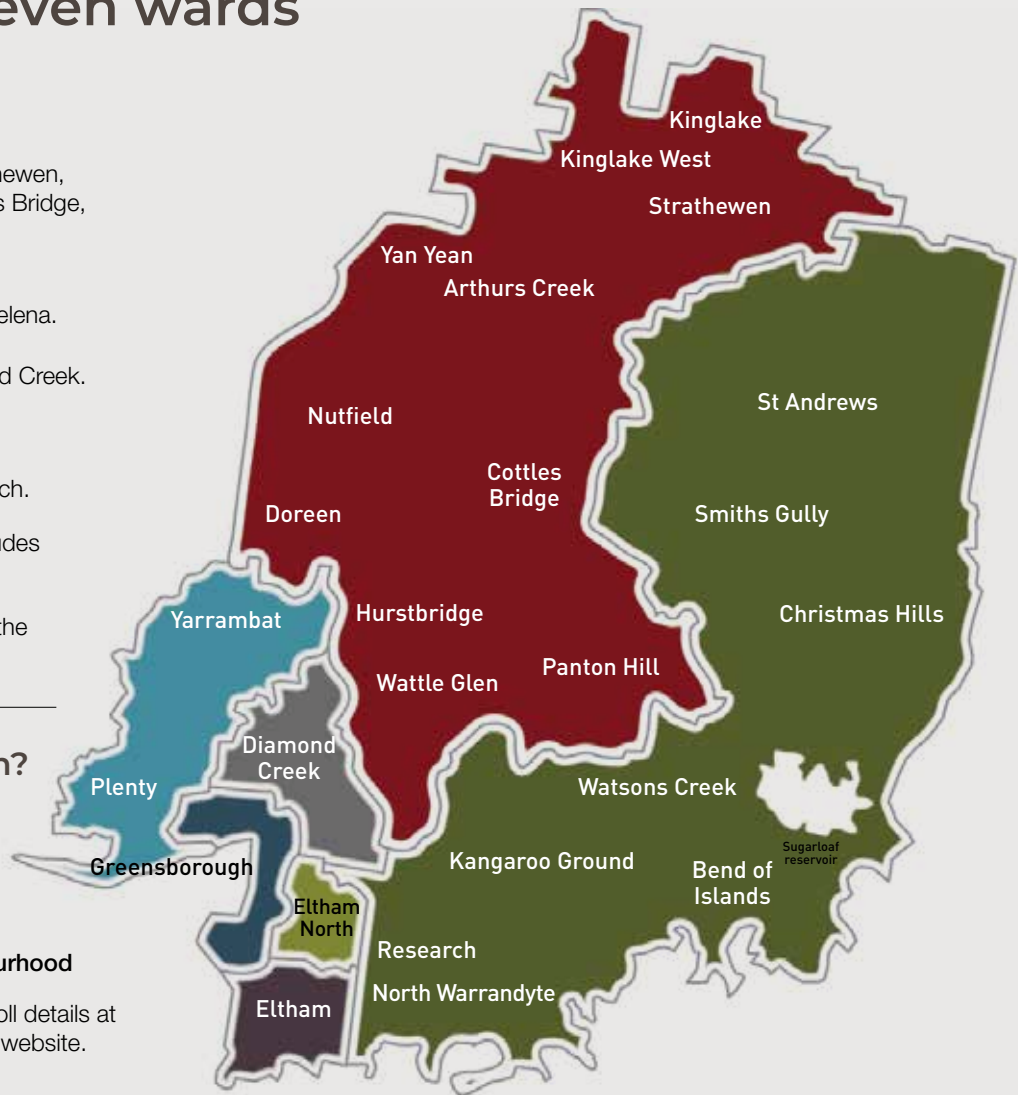 even wards
ewen,
s Bridge,
elena.
d Creek.
ch.
udes
the
n?
urhood
oll details at
website.
Kinglake
Kinglake West
Strathewen
Yan Yean
Arthurs Creek
St Andrews
Nutfield
Cottles
Bridge
Doreen
Smiths Gully
Yarrambat
Hurstbridge
Christmas Hills
Panton Hill
Wattle Glen
Diamond
Creek
Plenty
Watsons Creek
Sugarloaf
reservoir
Greensborough
Kangaroo Ground
Bend of
Islands
Eltham
North
Research
North Warrandyte
Eltham